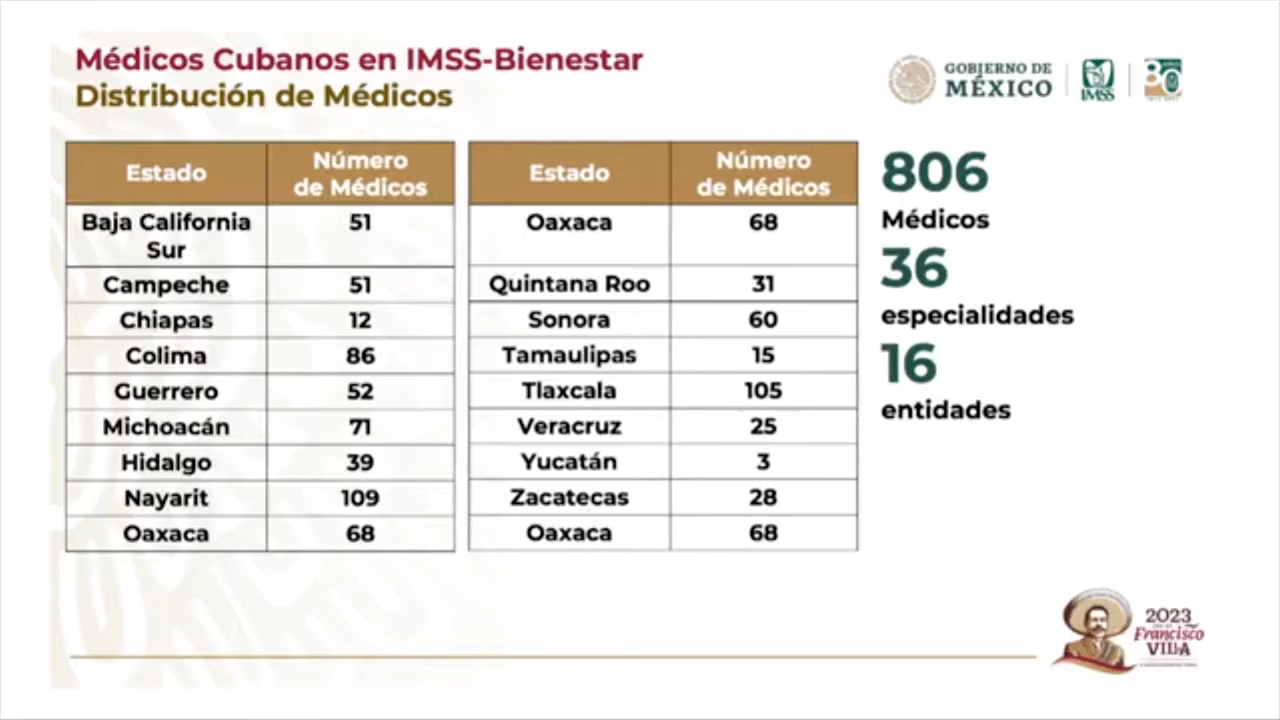 Médicos Cubanos en IMSS-Bienestar
Distribución de Médicos
GOBIERNO DE
MÉXICO
IMSS
80
Estado Número de Médicos
Baja California Sur 51
Campeche 51
Chiapas 12
Colima 86
Guerrero 52
Michoacán 71
Hidalgo 39
Nayarit 109
Oaxaca 68
Estado Número de Médicos
Oaxaca 68
Quintana Roo 31
Sonora 60
Tamaulipas 15
Tlaxcala 105
Veracruz 25
Yucatán 3
Zacatecas 28
Oaxaca 68
806
Médicos
36
especialidades
16
entidades
2023
Francisco
VILLA